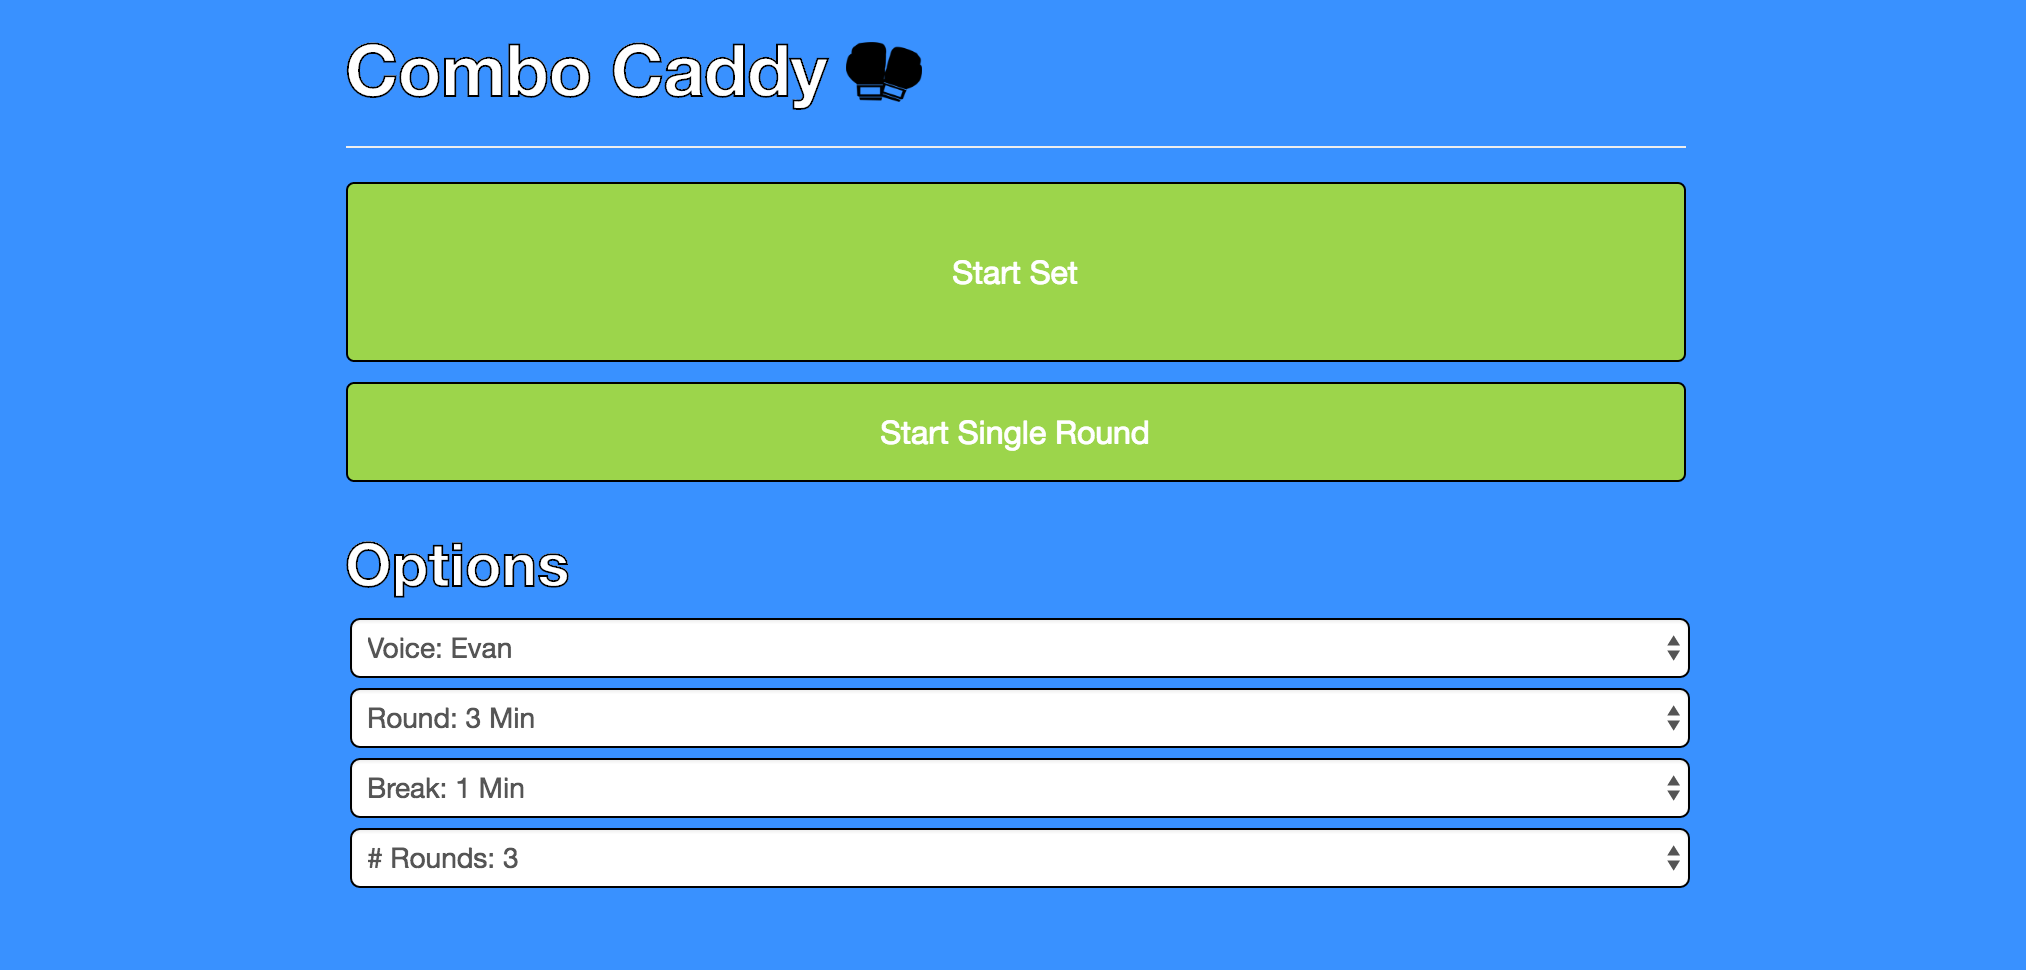 Combo Caddy
Start Set
Start Single Round
Options
Voice: Evan
Round: 3 Min
Break: 1 Min
# Rounds: 3